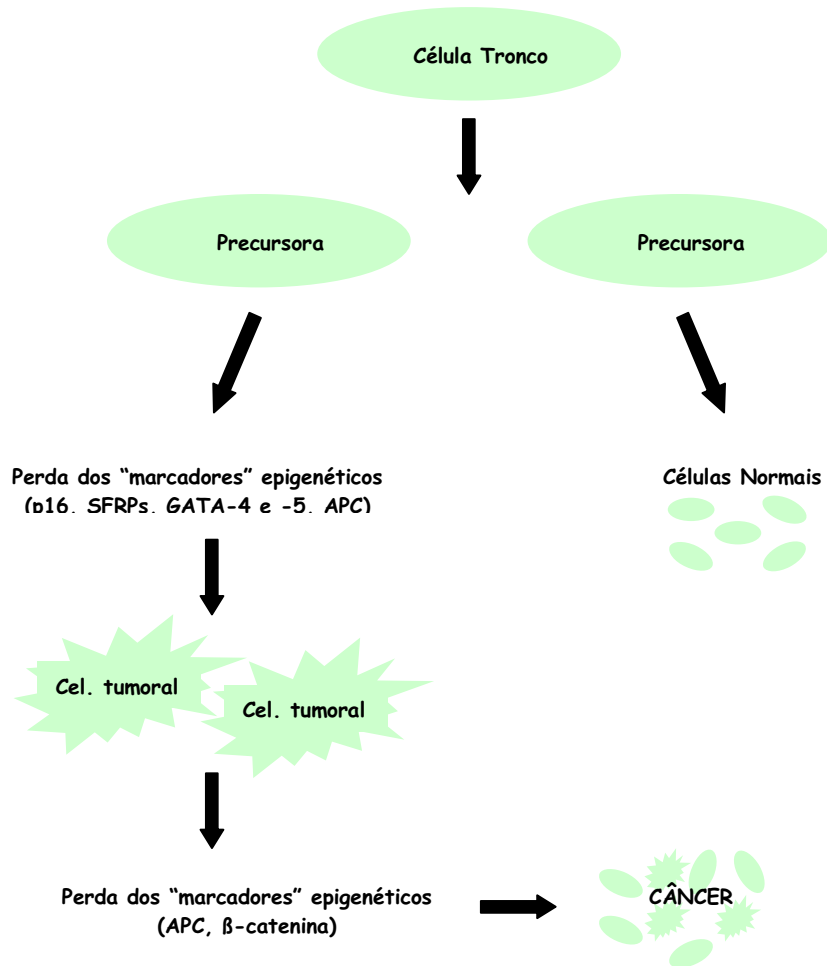 Célula Tronco
Precursora
Precursora
Perda dos “marcadores” epigenéticos
(p16, SFRPs, GATA-4 e -5, APC)
Células Normais
Cel. tumoral
Cel. tumoral
Perda dos “marcadores” epigenéticos
(APC, ß-catenina)
CÂNCER